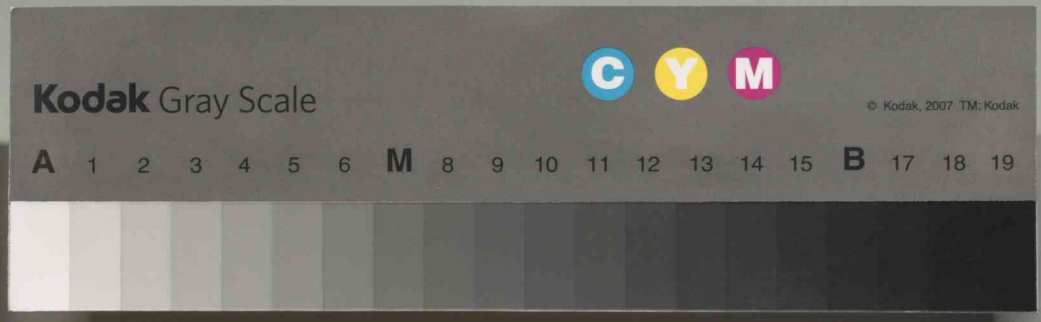 C Y M
Kodak Gray Scale
© Kodak, 2007 TM: Kodak
A 1 2 3 4 5 6 M 8 9 10 11 12 13 14 15 B 17 18 19